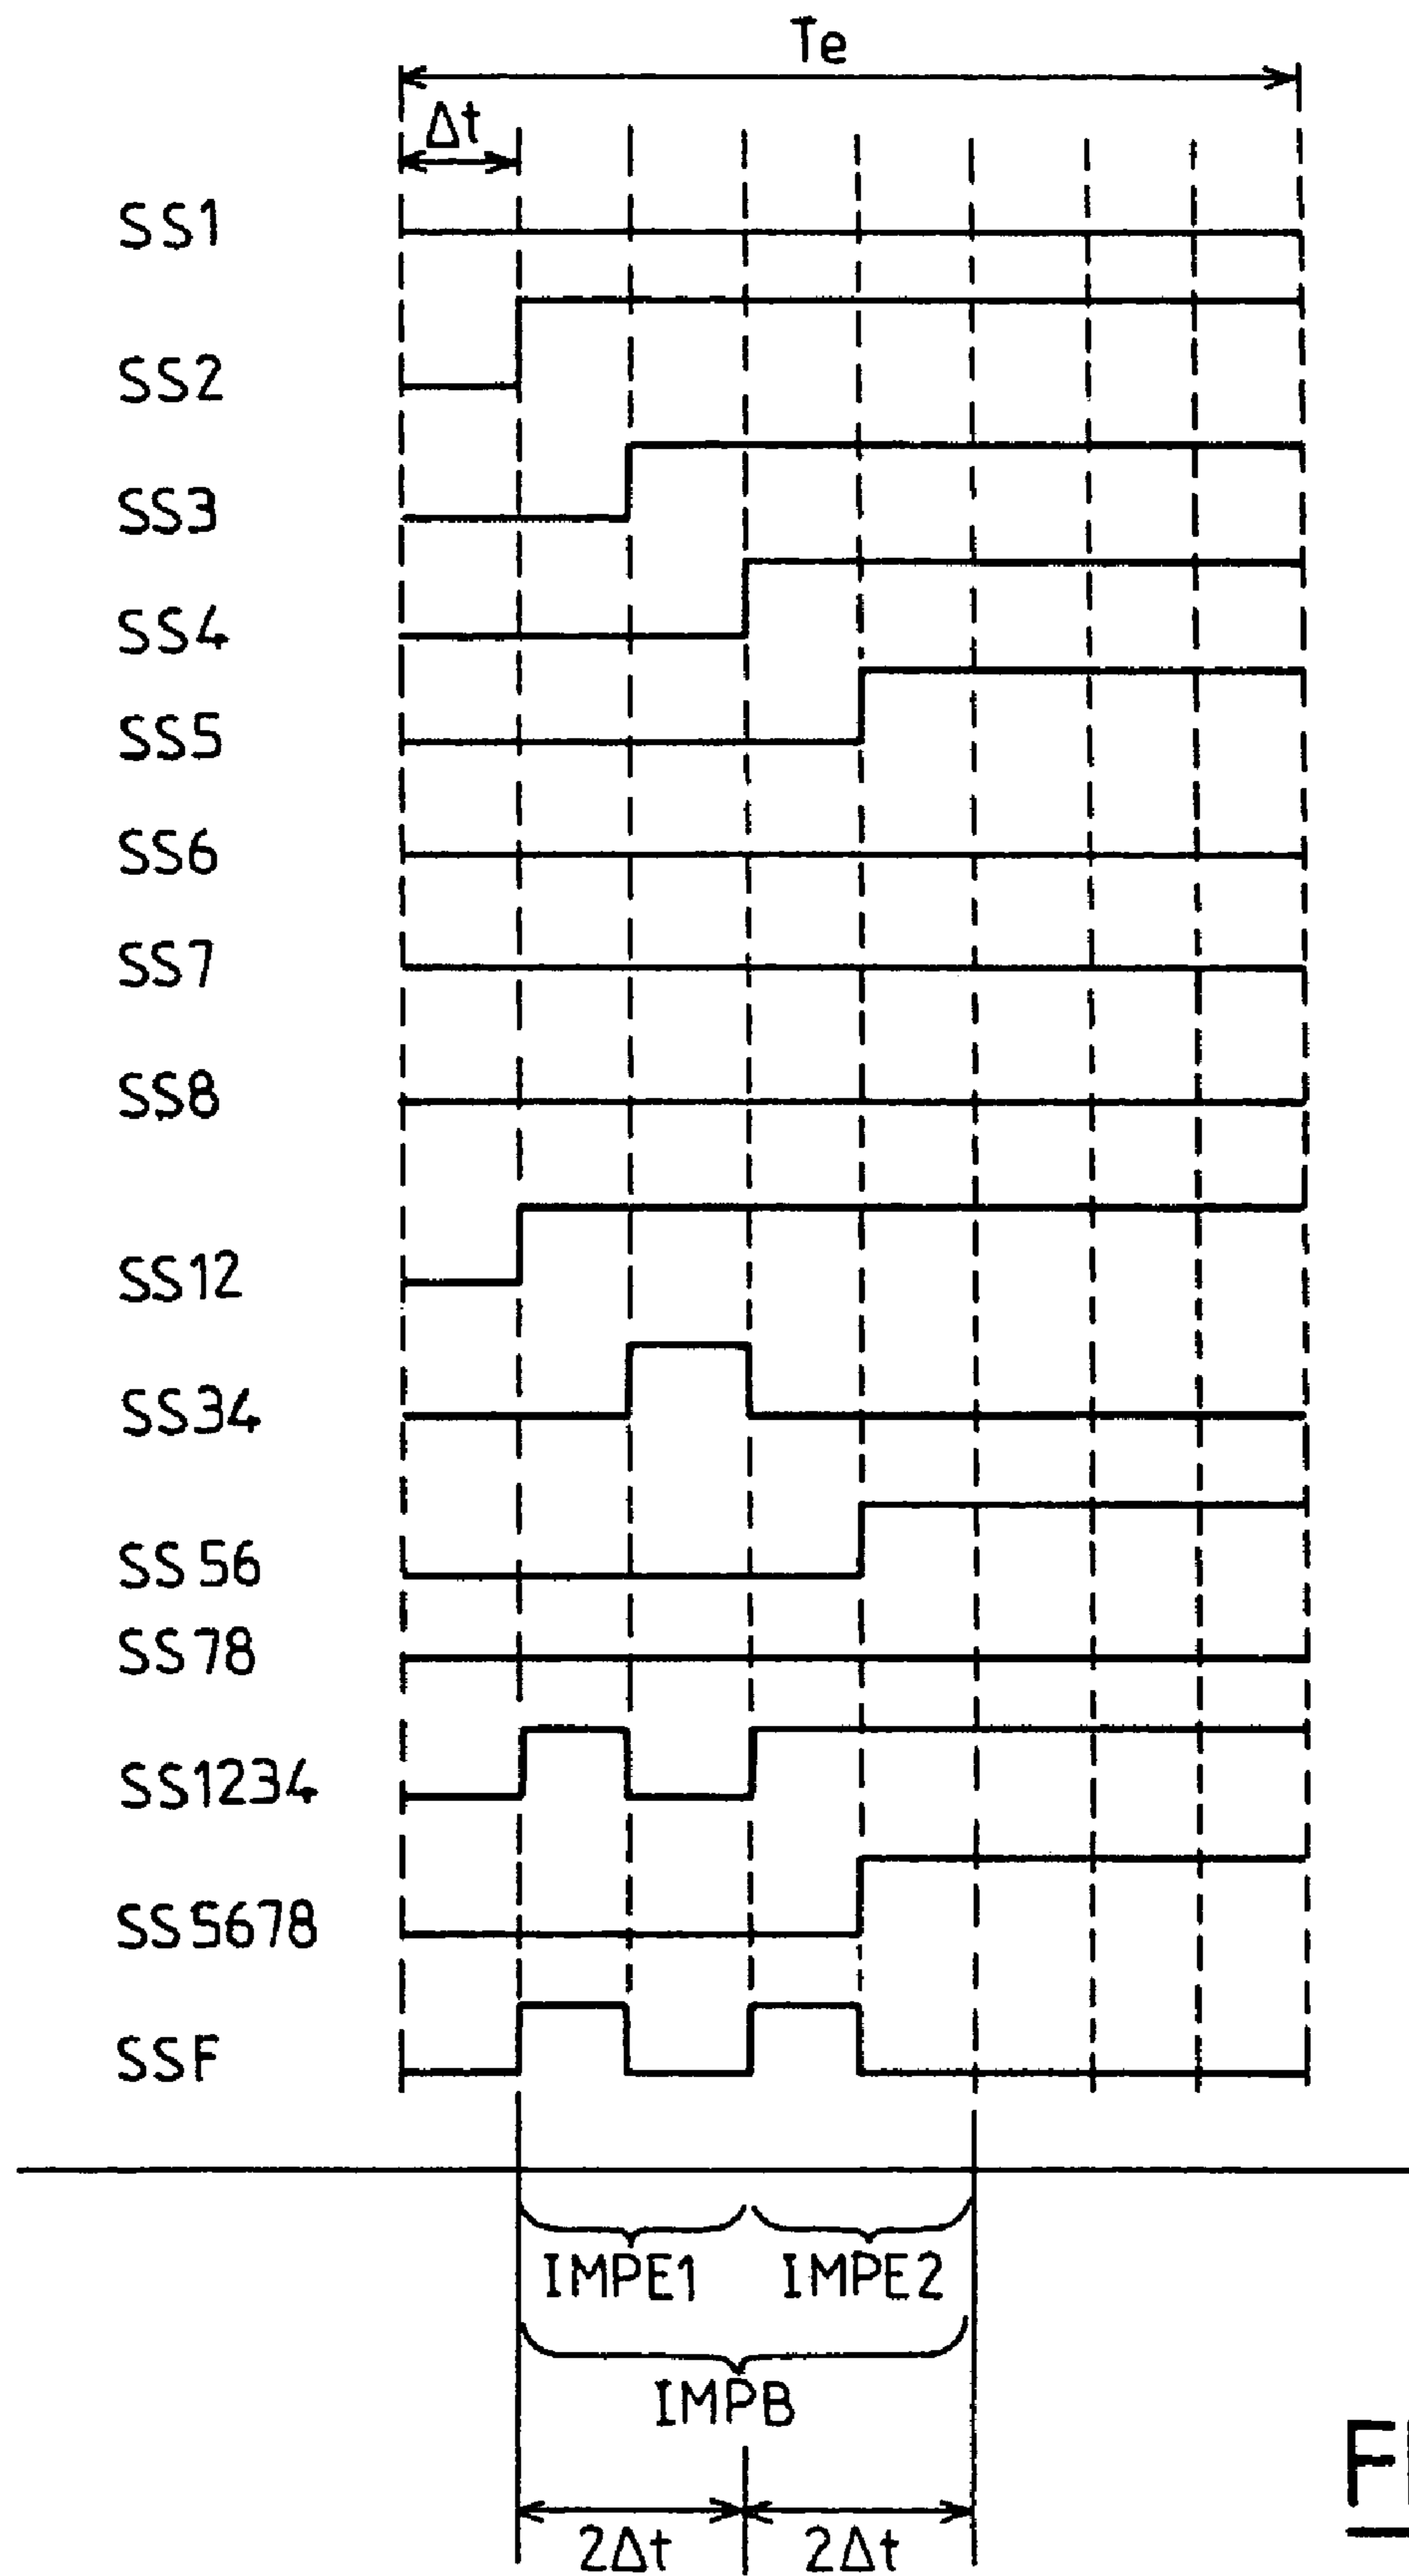 Te
Δt
SS1
SS2
SS3
SS4
SS5
SS6
SS7
SS8
SS12
SS34
SS56
SS78
SS1234
SS5678
SSF
IMPE1 IMPE2
IMPB
2Δt 2Δt